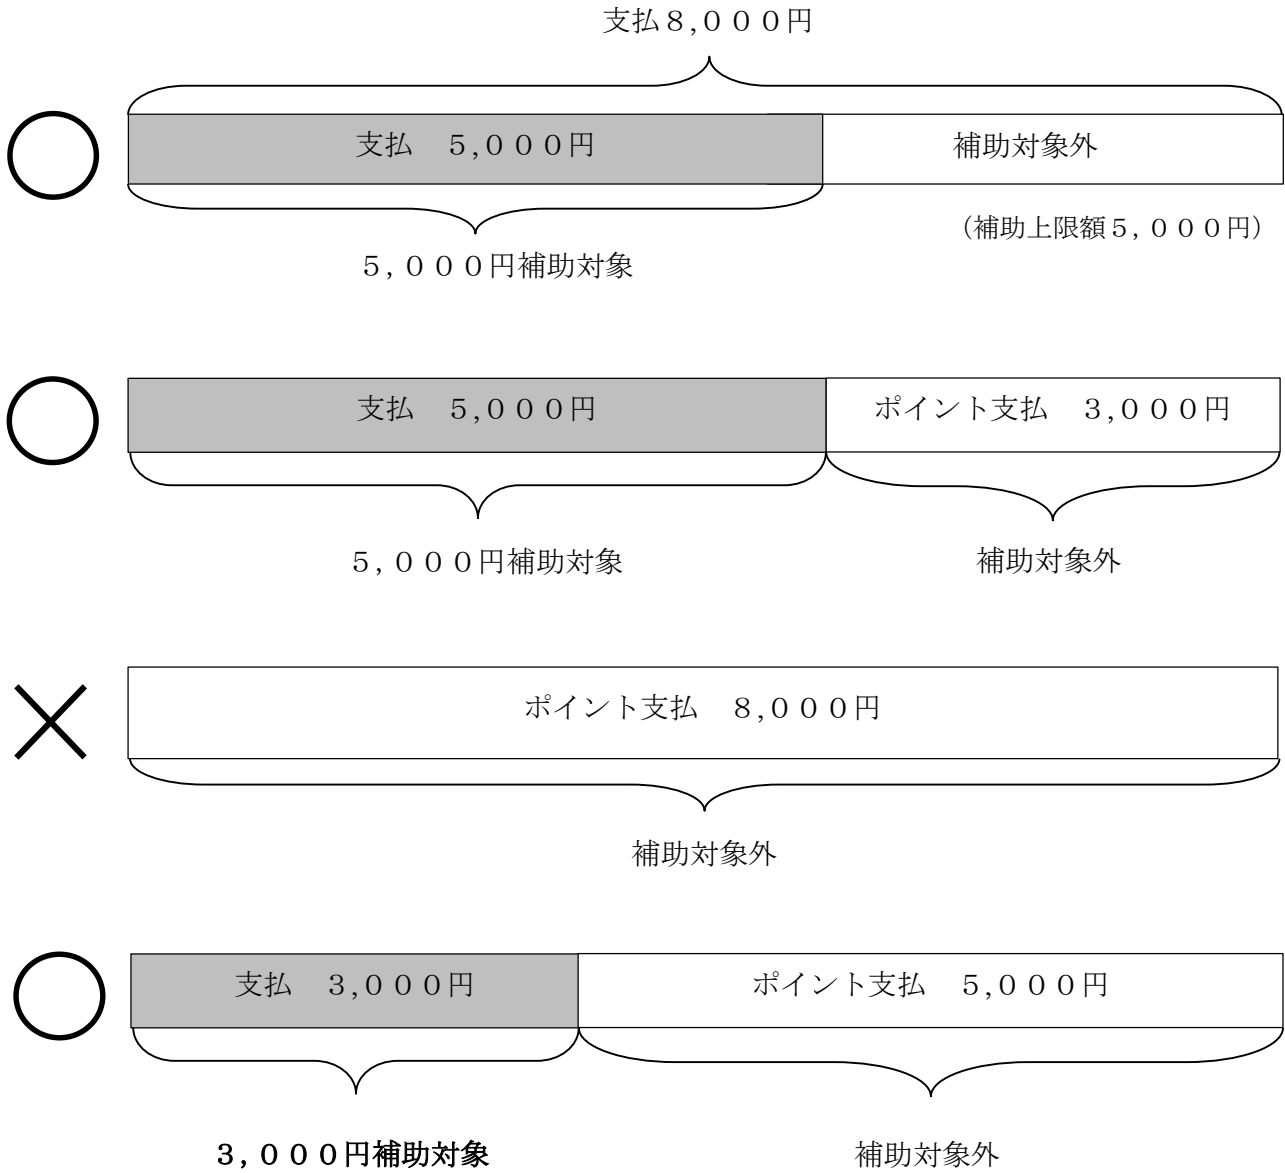 支払８,０００円
支払　５,０００円
補助対象外
（補助上限額５，０００円）
５，０００円補助対象
支払　５,０００円
ポイント支払　３,０００円
５，０００円補助対象
補助対象外
ポイント支払　８,０００円
補助対象外
支払　３,０００円
ポイント支払　５,０００円
３，０００円補助対象
補助対象外